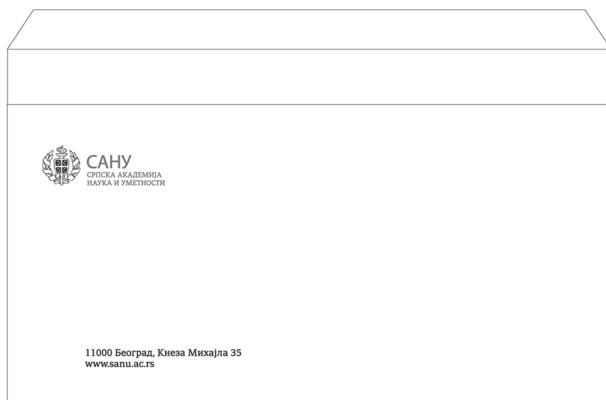 САНУ
СРПСКА АКАДЕМИЈА
НАУКА И УМЕТНОСТИ
11000 Београд, Кнеза Михајла 35
www.sanu.ac.rs